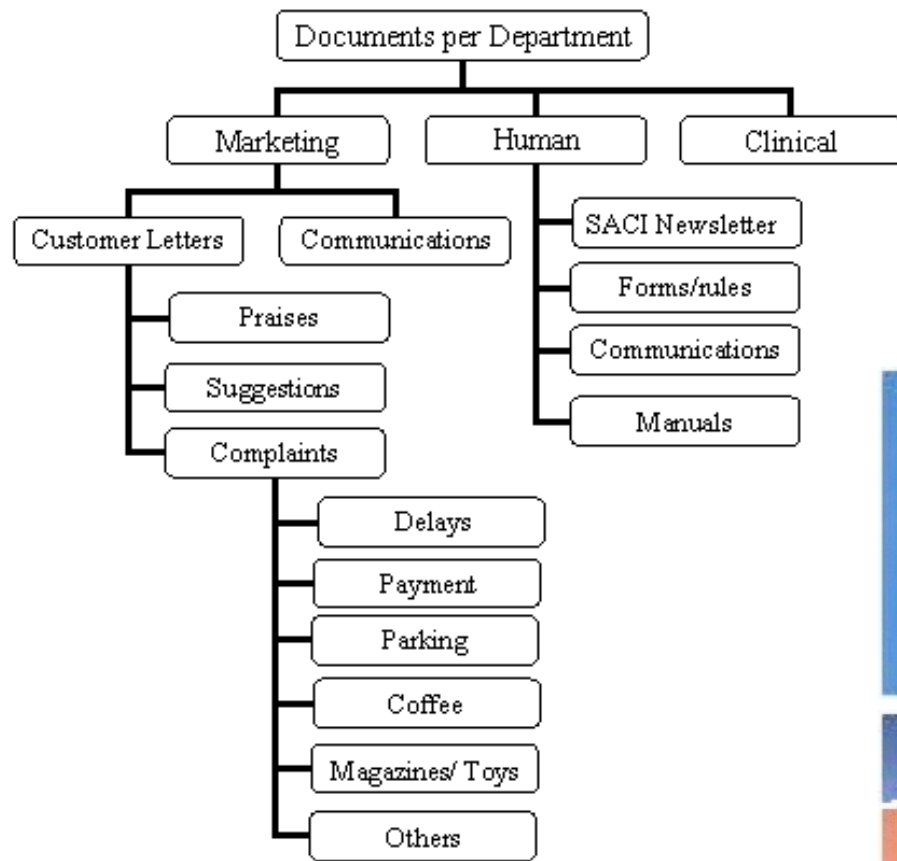 Documents per Department
Marketing
Human
Clinical
Customer Letters
Communications
SACI Newsletter
Forms/rules
Communications
Manuals
Praises
Suggestions
Complaints
Delays
Payment
Parking
Coffee
Magazines/ Toys
Others